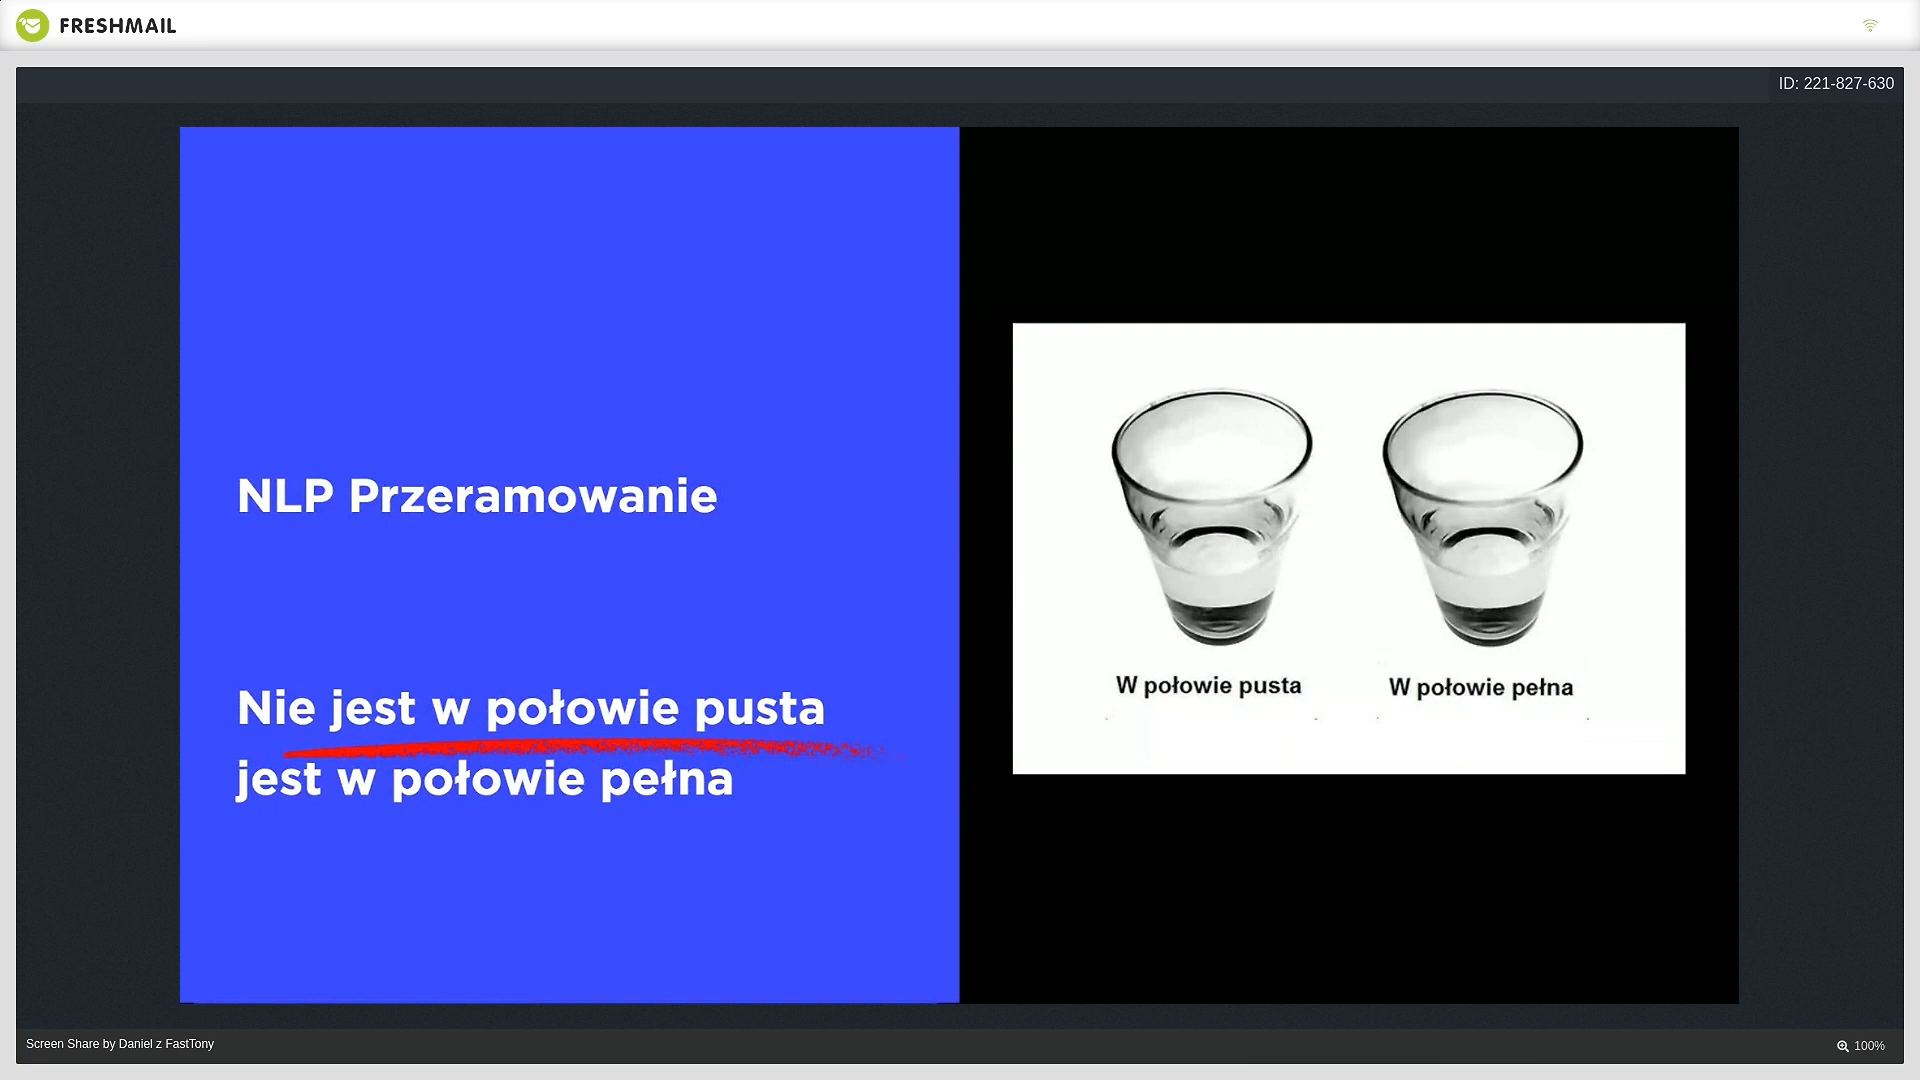 FRESHMAIL
ID: 221-827-630
NLP Przeramowanie
Nie jest w połowie pusta
jest w połowie pełna
W połowie pusta
W połowie pełna
Screen Share by Daniel z FastTony
100%